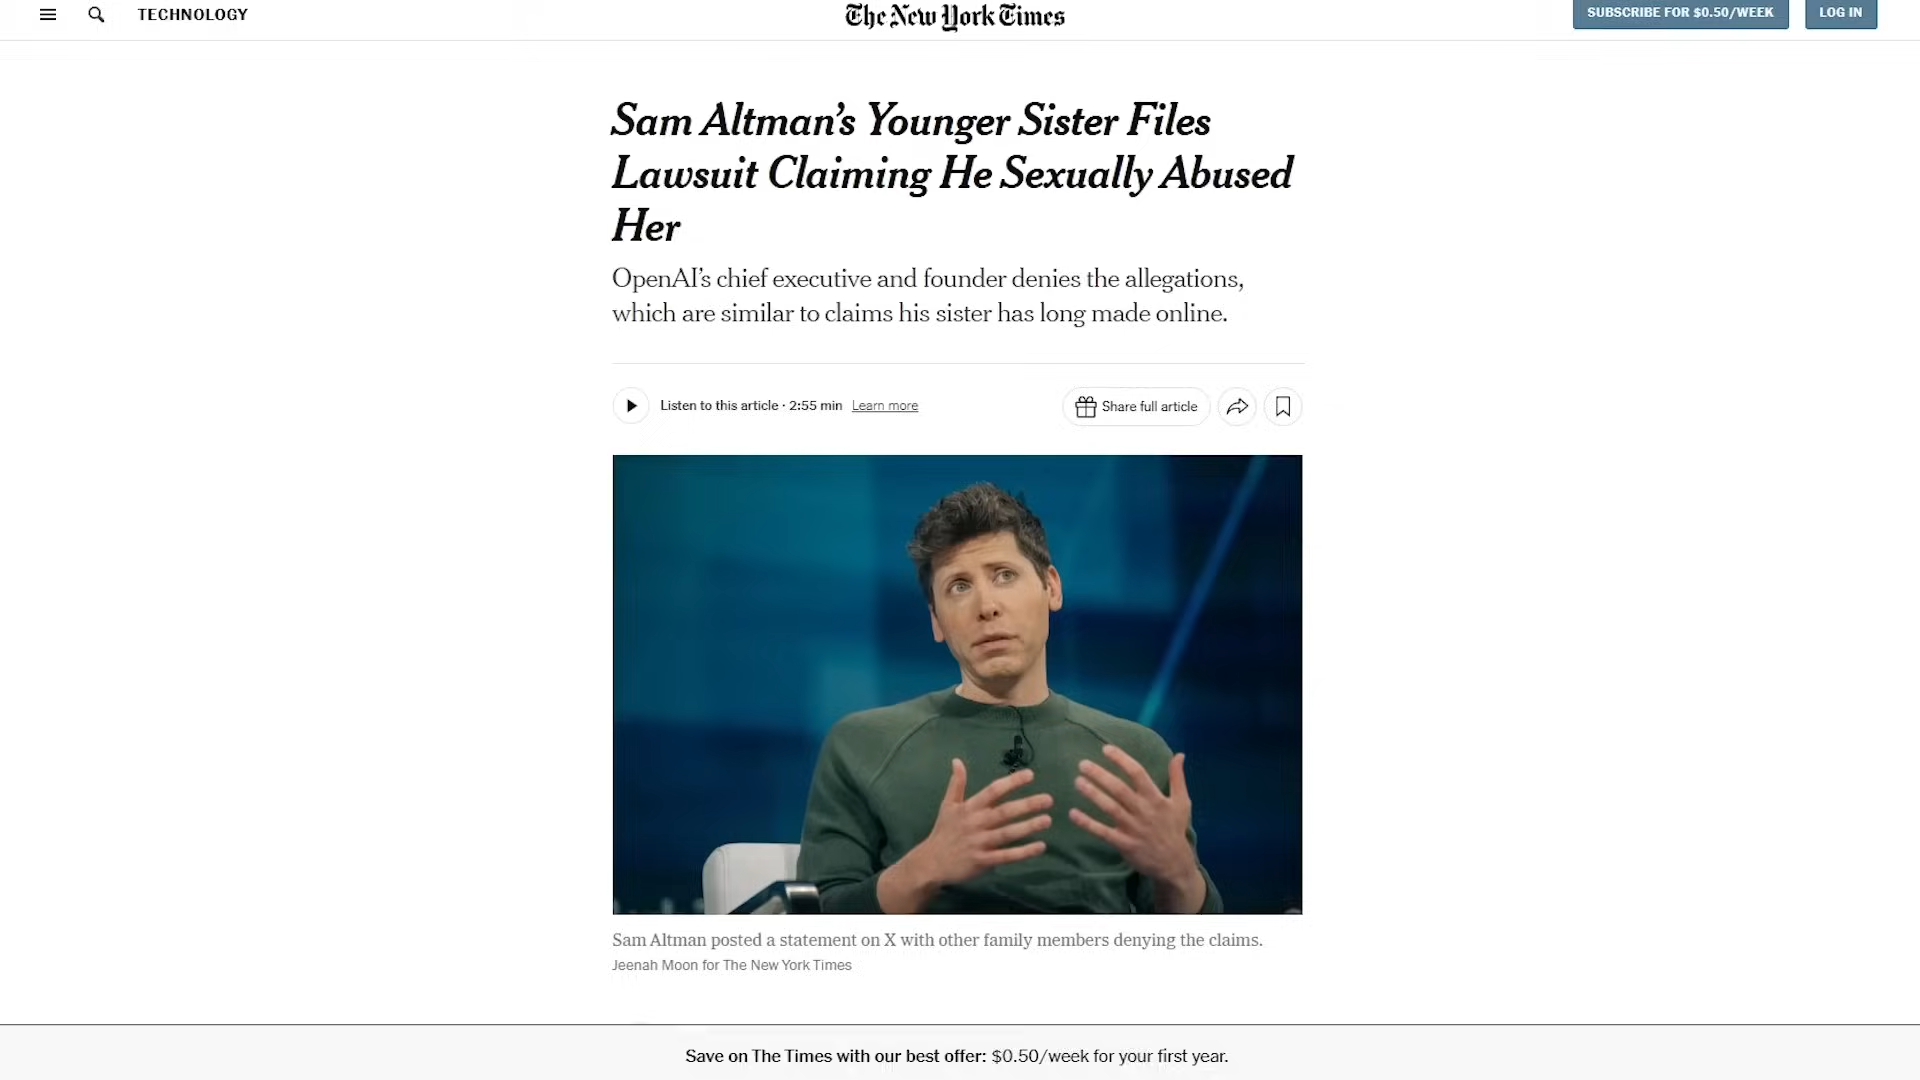 TECHNOLOGY
The New York Times
SUBSCRIBE FOR $0.50/WEEK
LOG IN
Sam Altman’s Younger Sister Files
Lawsuit Claiming He Sexually Abused
Her
OpenAI’s chief executive and founder denies the allegations,
which are similar to claims his sister has long made online.
Listen to this article · 2:55 min Learn more
Share full article
Sam Altman posted a statement on X with other family members denying the claims.
Jeenah Moon for The New York Times
Save on The Times with our best offer: $0.50/week for your first year.